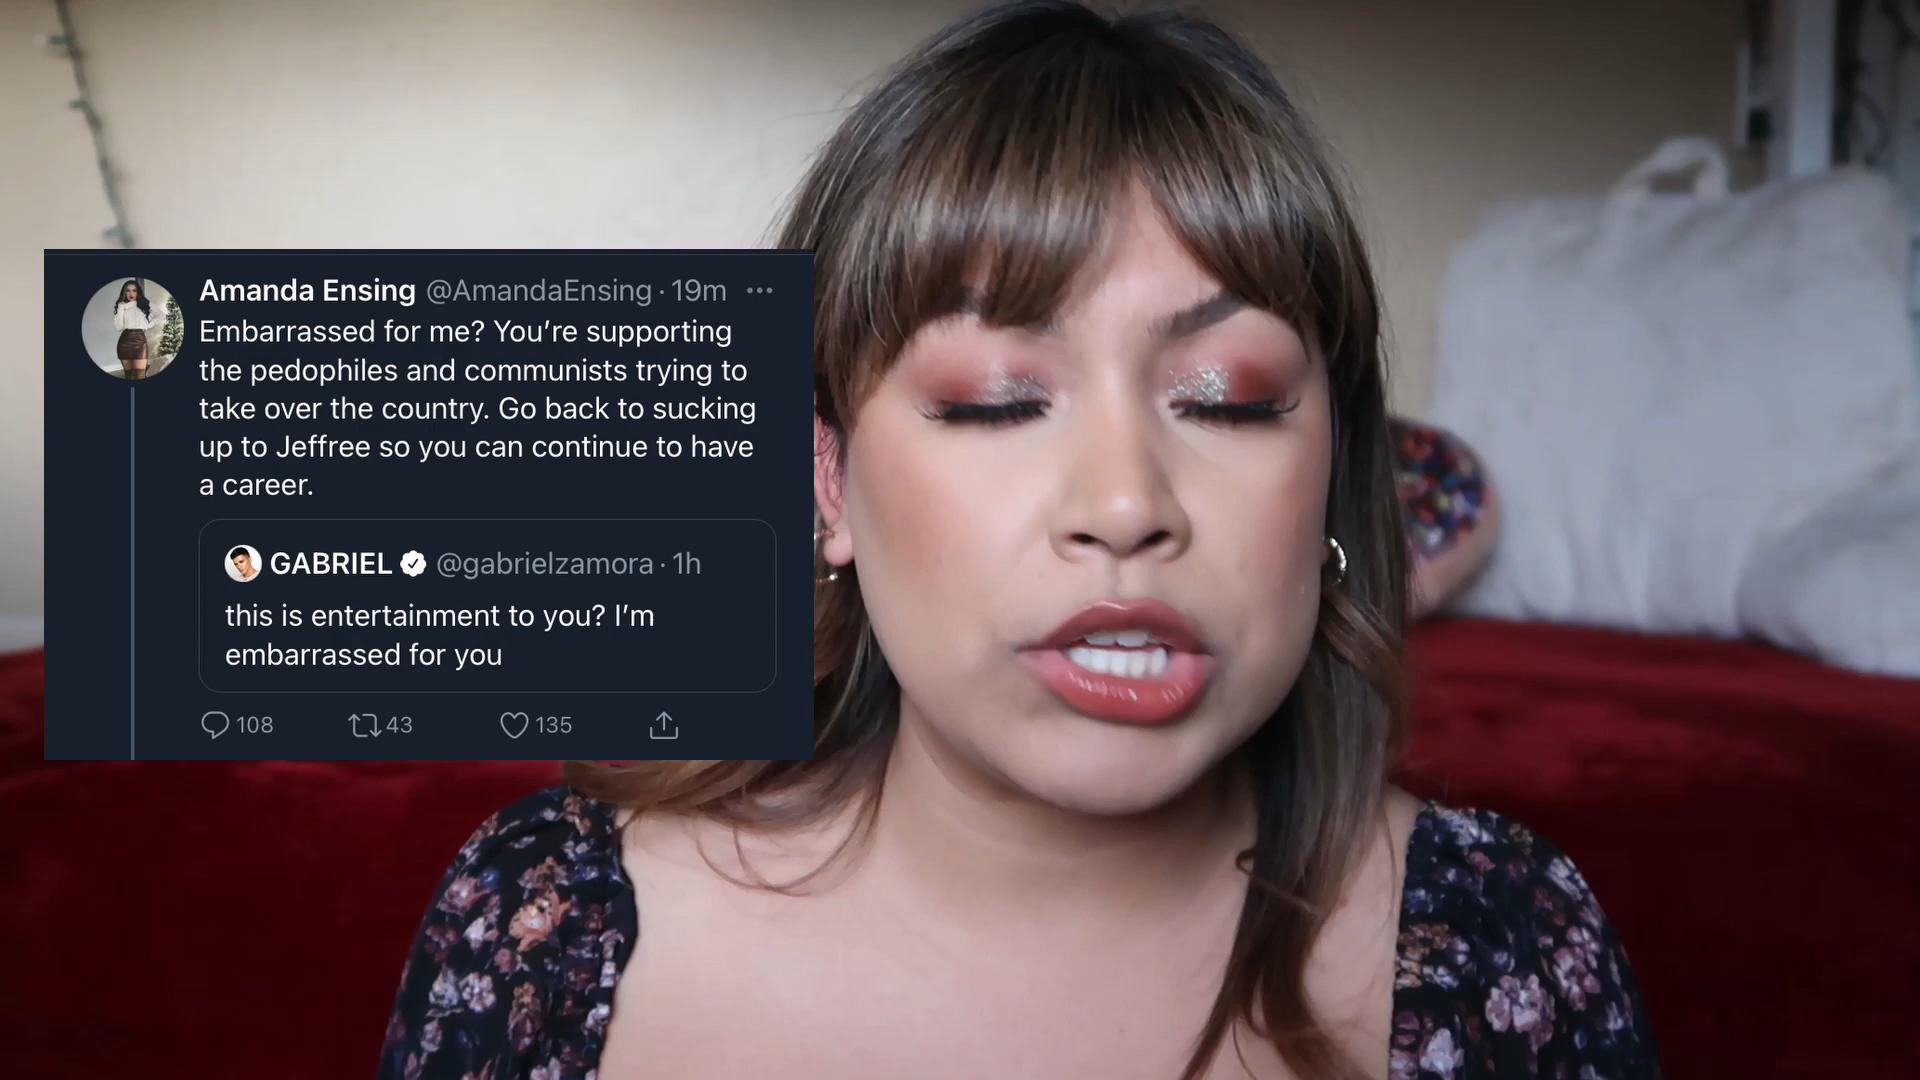 Amanda Ensing @AmandaEnsing · 19m ...
Embarrassed for me? You’re supporting
the pedophiles and communists trying to
take over the country. Go back to sucking
up to Jeffree so you can continue to have
a career.
GABRIEL @gabrielzamora · 1h
this is entertainment to you? I’m
embarrassed for you
108 43 135